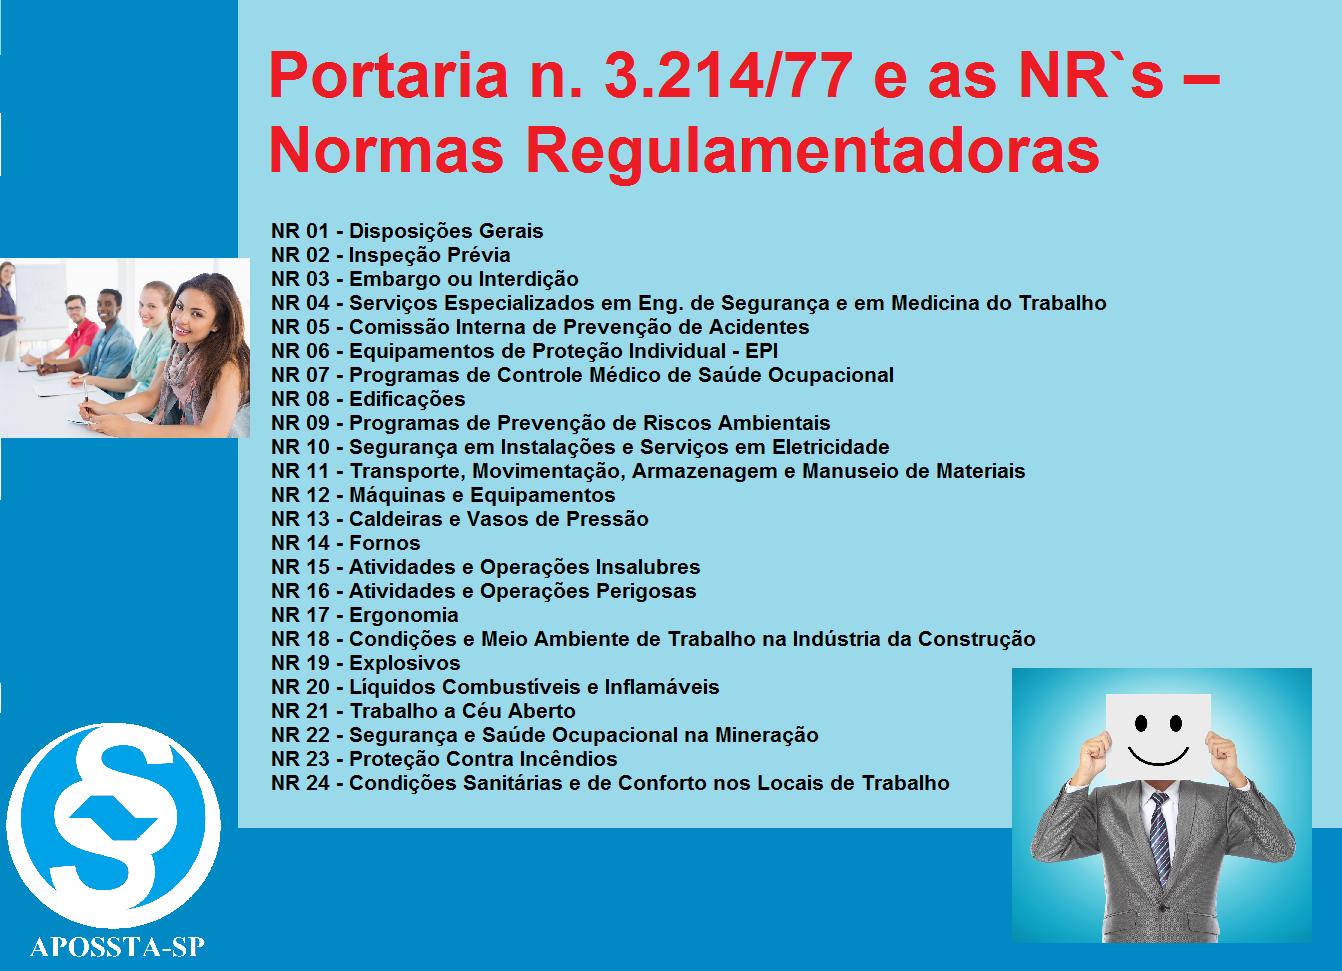 Portaria n. 3.214/77 e as NR`s –
Normas Regulamentadoras
NR 01 - Disposições Gerais
NR 02 - Inspeção Prévia
NR 03 - Embargo ou Interdição
NR 04 - Serviços Especializados em Eng. de Segurança e em Medicina do Trabalho
NR 05 - Comissão Interna de Prevenção de Acidentes
NR 06 - Equipamentos de Proteção Individual - EPI
NR 07 - Programas de Controle Médico de Saúde Ocupacional
NR 08 - Edificações
NR 09 - Programas de Prevenção de Riscos Ambientais
NR 10 - Segurança em Instalações e Serviços em Eletricidade
NR 11 - Transporte, Movimentação, Armazenagem e Manuseio de Materiais
NR 12 - Máquinas e Equipamentos
NR 13 - Caldeiras e Vasos de Pressão
NR 14 - Fornos
NR 15 - Atividades e Operações Insalubres
NR 16 - Atividades e Operações Perigosas
NR 17 - Ergonomia
NR 18 - Condições e Meio Ambiente de Trabalho na Indústria da Construção
NR 19 - Explosivos
NR 20 - Líquidos Combustíveis e Inflamáveis
NR 21 - Trabalho a Céu Aberto
NR 22 - Segurança e Saúde Ocupacional na Mineração
NR 23 - Proteção Contra Incêndios
NR 24 - Condições Sanitárias e de Conforto nos Locais de Trabalho
APOSSTA-SP